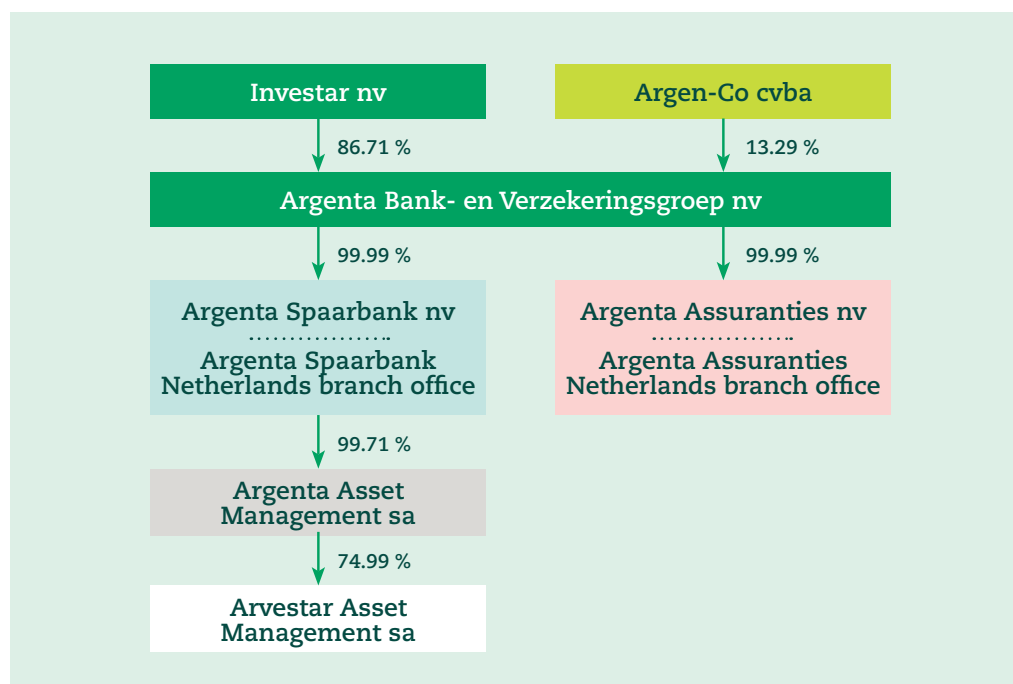 Investar nv
Argen-Co cvba
86.71 %
13.29 %
Argenta Bank- en Verzekeringsgroep nv
99.99 %
99.99 %
Argenta Spaarbank nv
Argenta Spaarbank
Netherlands branch office
Argenta Assuranties nv
Argenta Assuranties
Netherlands branch office
99.71 %
Argenta Asset
Management sa
74.99 %
Arvestar Asset
Management sa